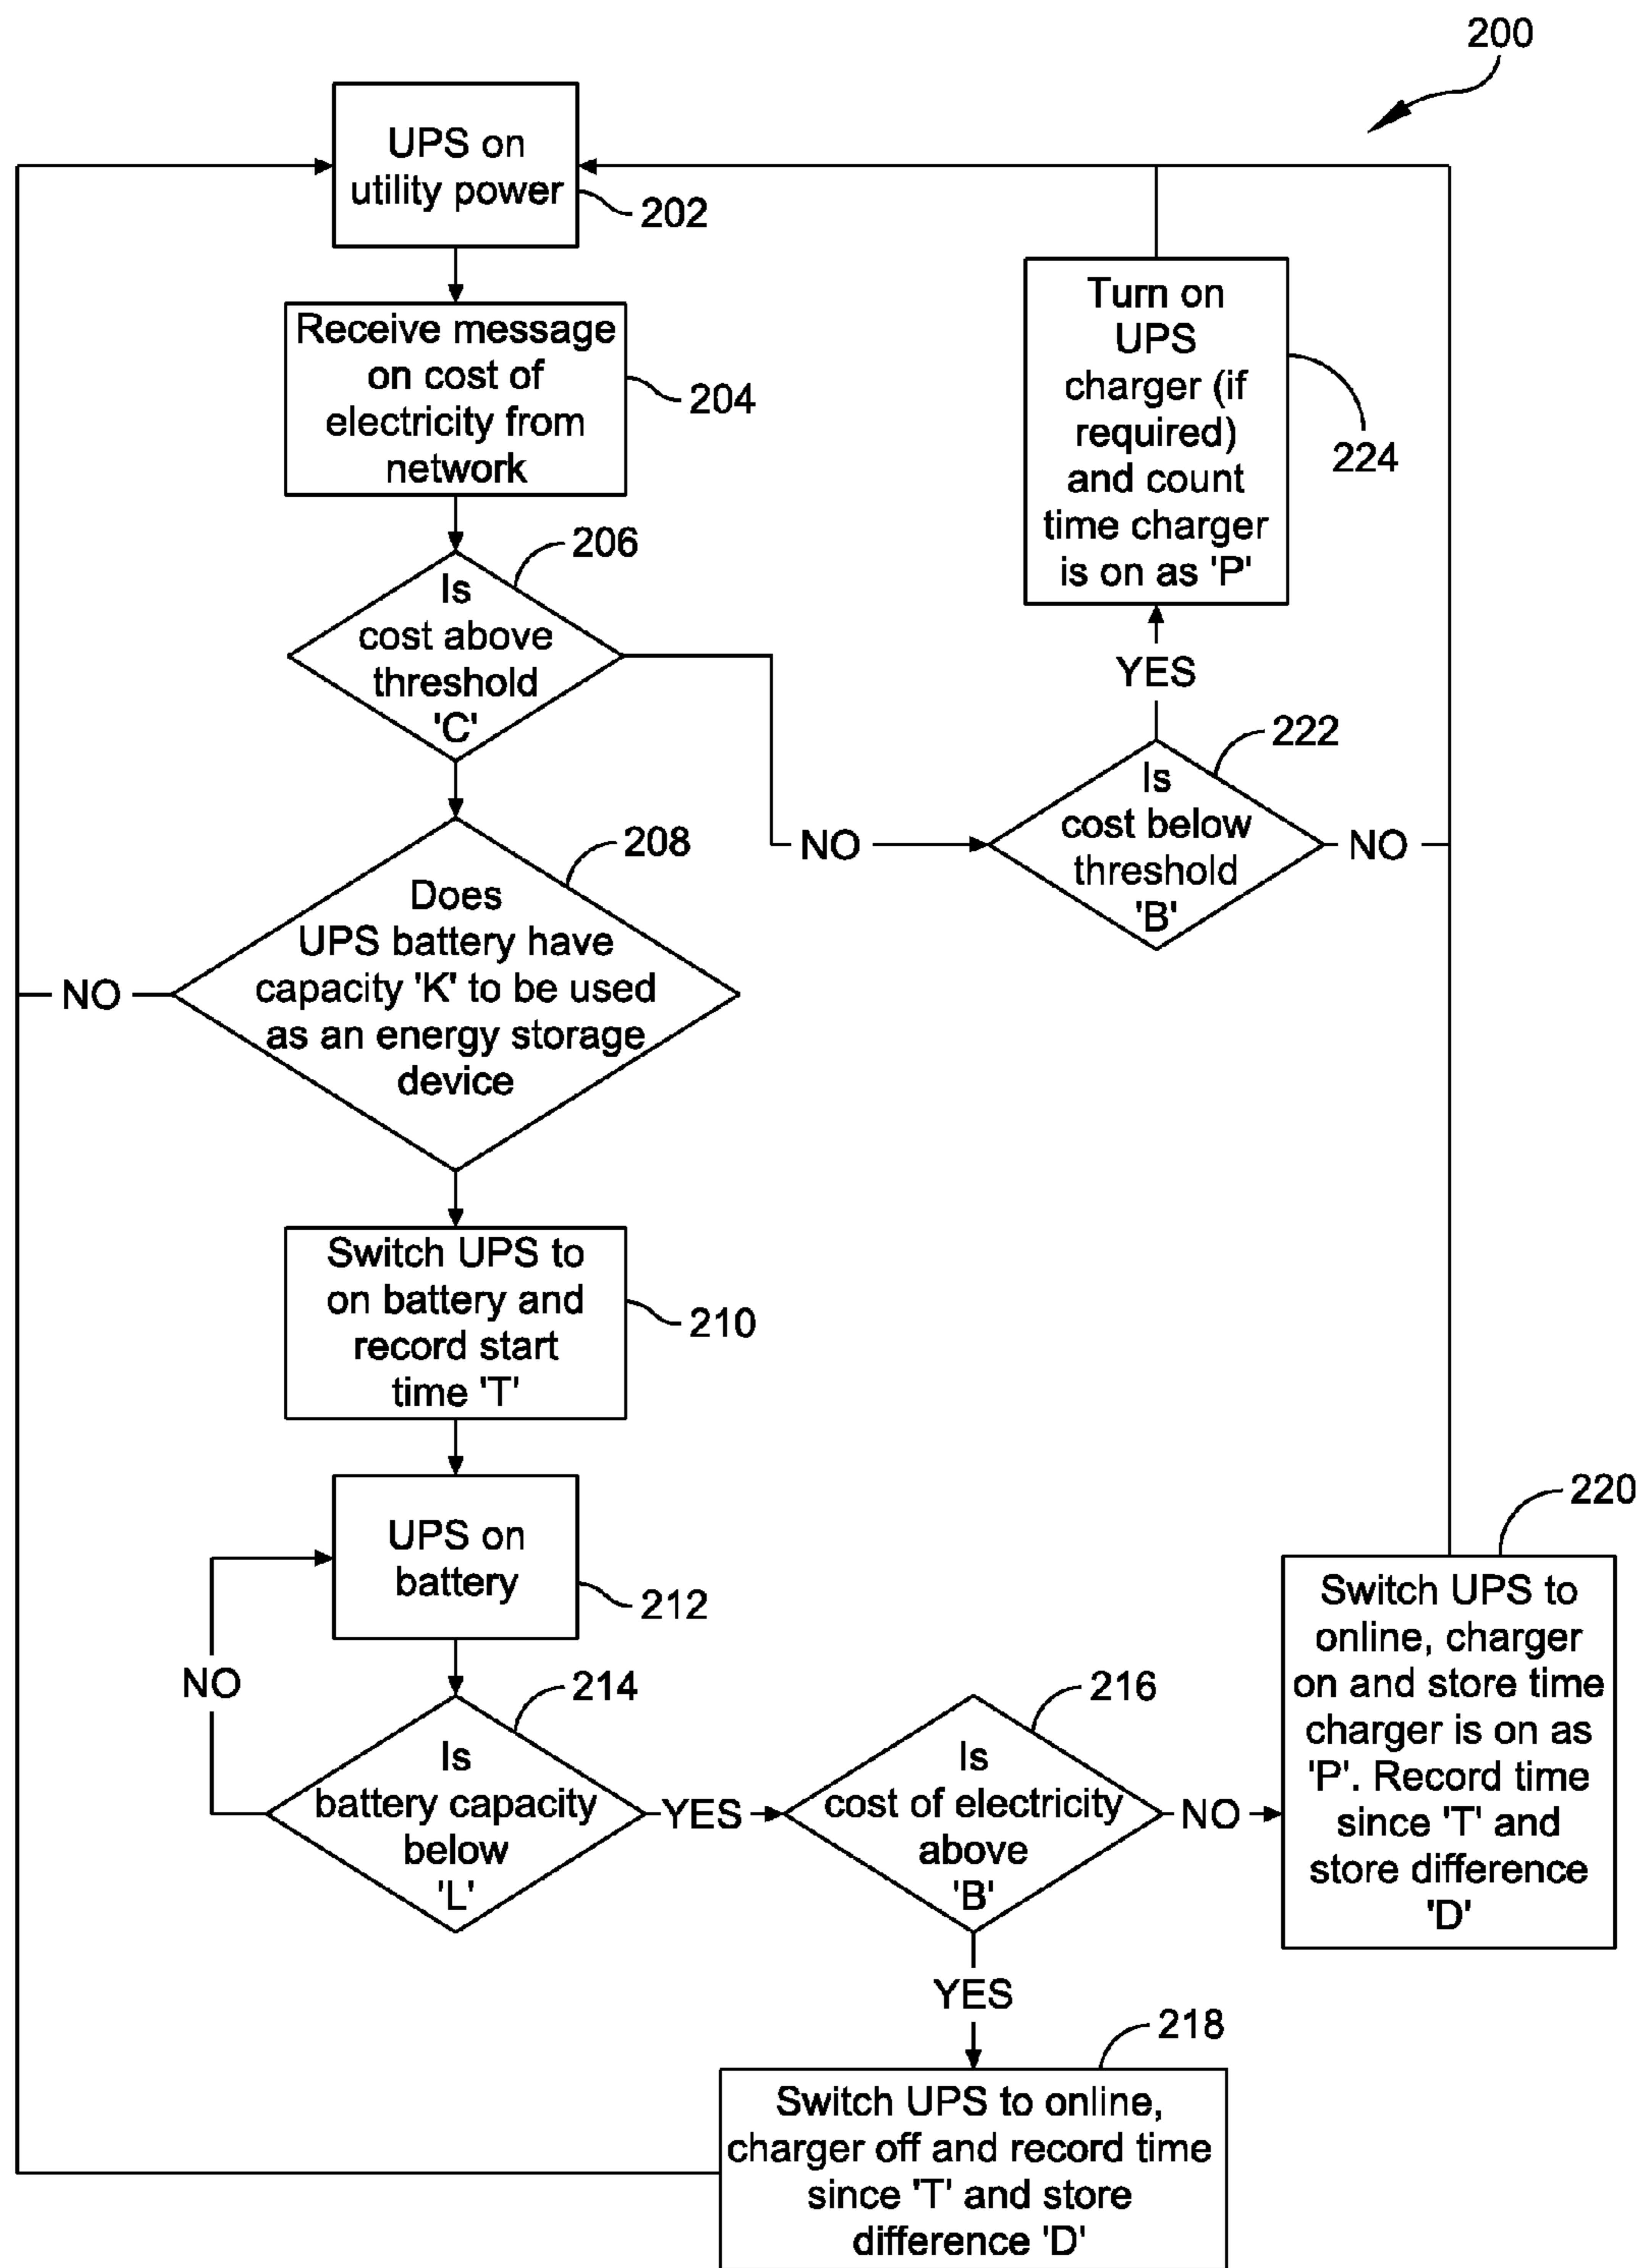 200
UPS on
utility power
202
Receive message
on cost of
electricity from
network
204
206
Is
cost above
threshold
'C'
NO
208
Does
UPS battery have
capacity 'K' to be used
as an energy storage
device
NO
Switch UPS to
on battery and
record start
time 'T'
210
UPS on
battery
212
NO
214
Is
battery capacity
below
'L'
YES
216
Is
cost of electricity
above
'B'
NO
YES
218
Switch UPS to online,
charger off and record time
since 'T' and store
difference 'D'
220
Switch UPS to
online, charger
on and store time
charger is on as
'P'. Record time
since 'T' and
store difference
'D'
222
Is
cost below
threshold
'B'
NO
YES
Turn on
UPS
charger (if
required)
and count
time charger
is on as 'P'
224